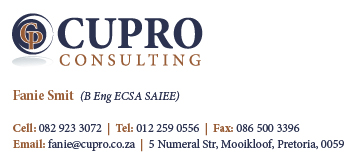 CP
CUPRO
CONSULTING
Fanie Smit (B Eng ECSA SAIEE)
Cell: 082 923 3072 | Tel: 012 259 0556 | Fax: 086 500 3396
Email: fanie@cupro.co.za | 5 Numeral Str, Mooikloof, Pretoria, 0059